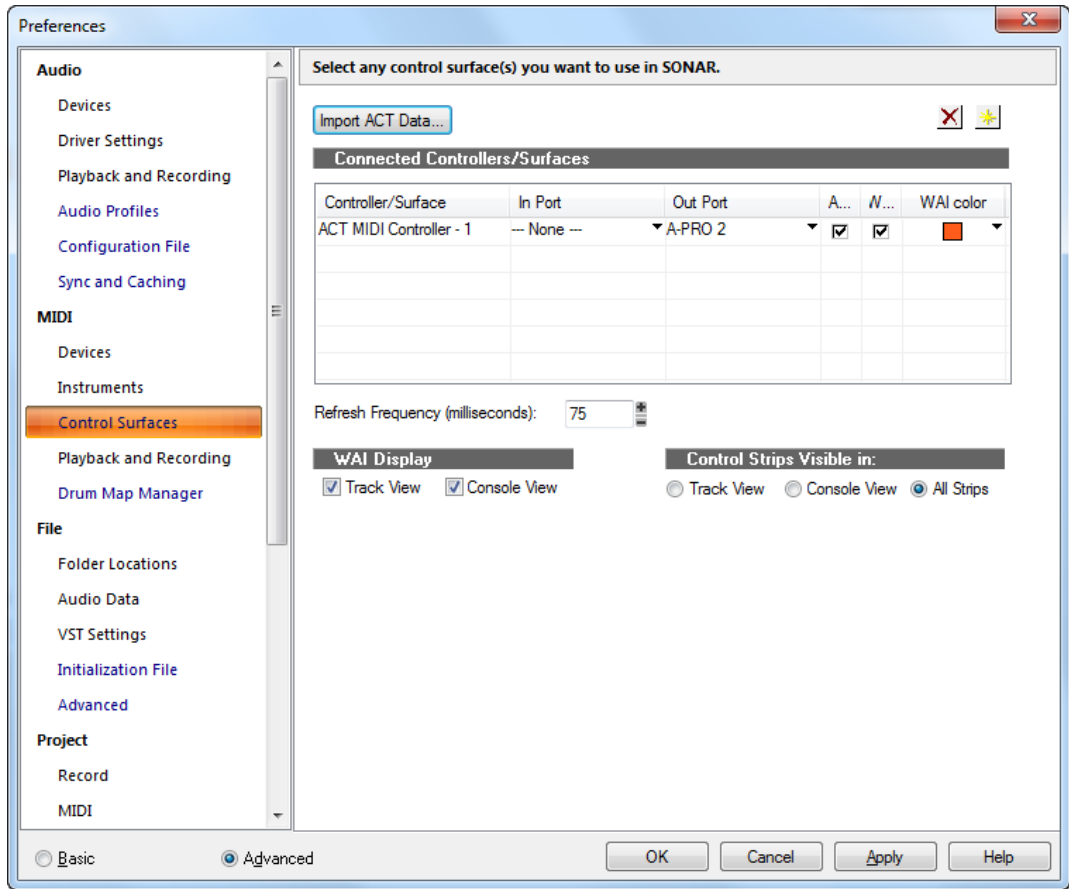 Preferences
Audio
Devices
Driver Settings
Playback and Recording
Audio Profiles
Configuration File
Sync and Caching
MIDI
Devices
Instruments
Control Surfaces
Playback and Recording
Drum Map Manager
File
Folder Locations
Audio Data
VST Settings
Initialization File
Advanced
Project
Record
MIDI
Select any control surface(s) you want to use in SONAR.
Import ACT Data...
Connected Controllers/Surfaces
Controller/Surface In Port Out Port A... W... WAI color
ACT MIDI Controller - 1 --- None --- A-PRO 2
Refresh Frequency (milliseconds): 75
WAI Display
Track View Console View
Control Strips Visible in:
Track View Console View All Strips
Basic Advanced OK Cancel Apply Help